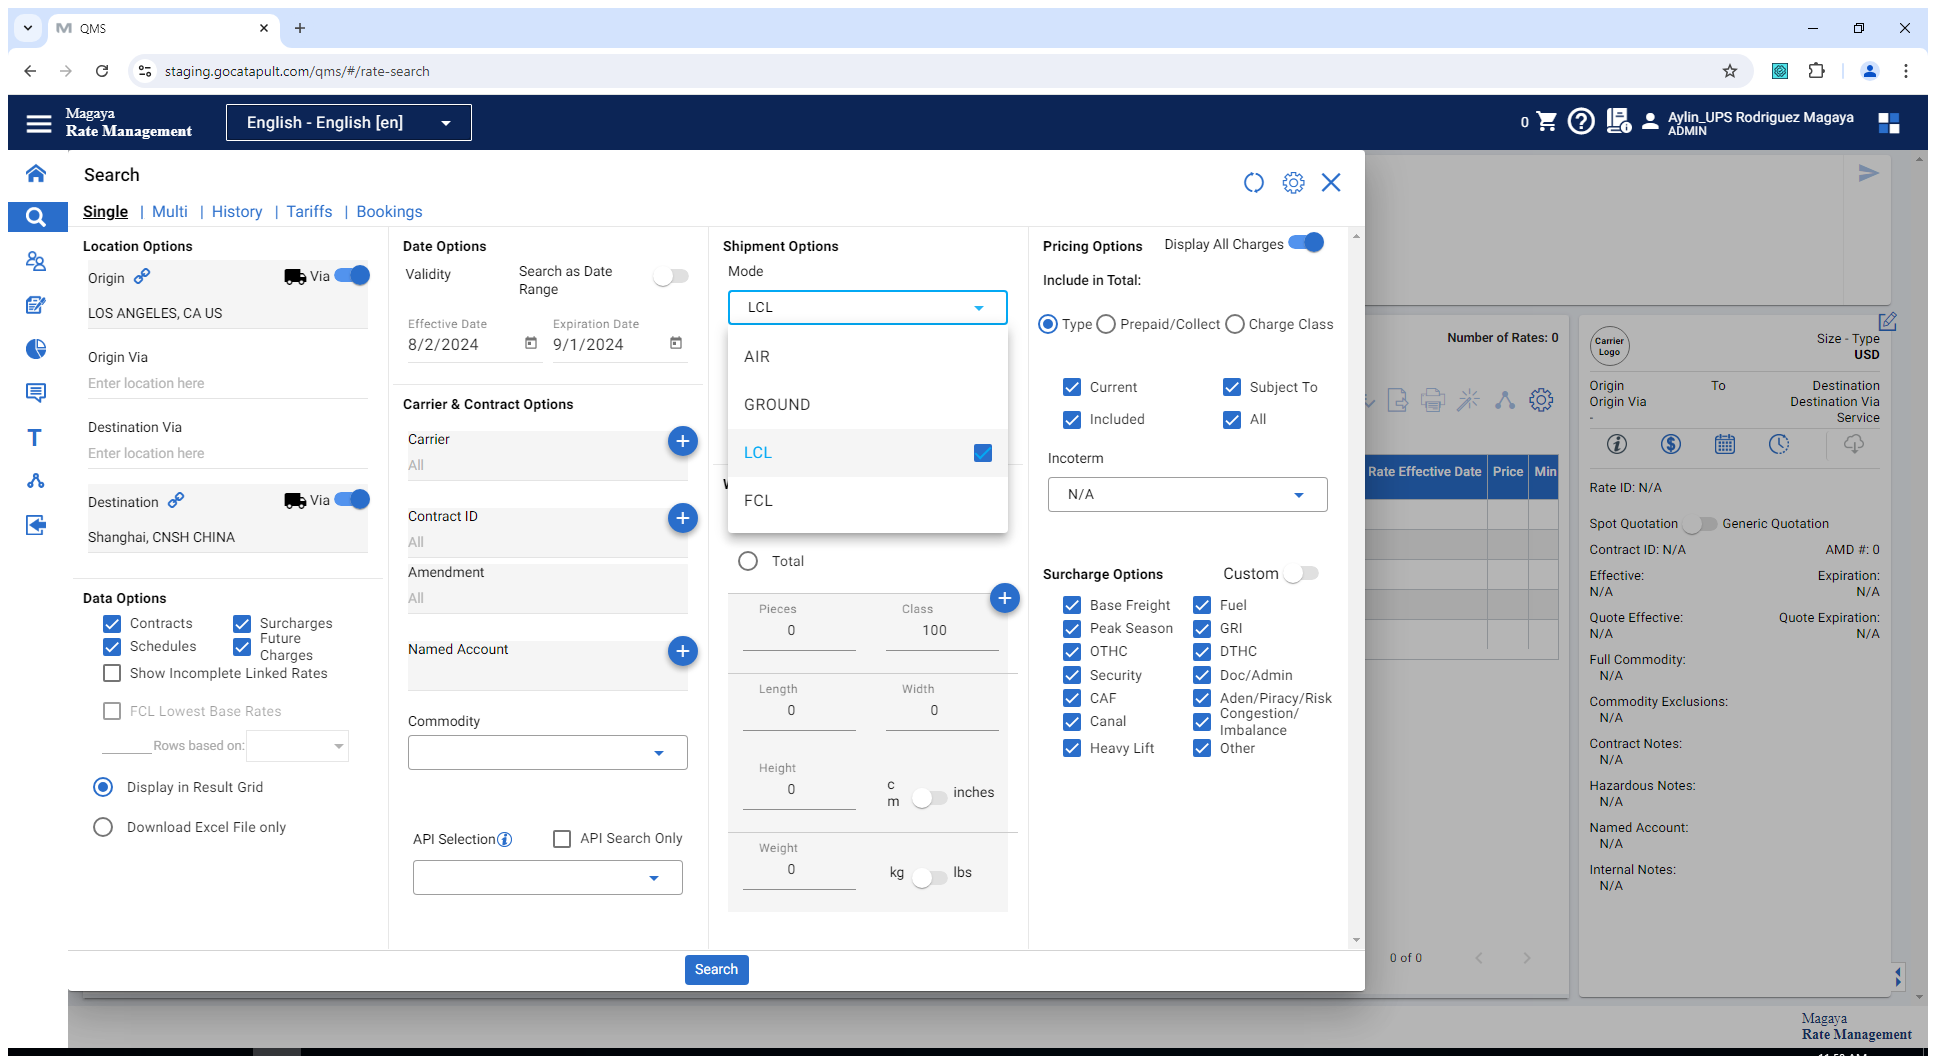 QMS
staging.gocatapult.com/qms/#/rate-search
Magaya
Rate Management
English - English [en]
0
Aylin_UPS Rodriguez Magaya
ADMIN
Search
Single | Multi | History | Tariffs | Bookings
Location Options
Origin
Via
LOS ANGELES, CA US
Origin Via
Enter location here
Destination Via
Enter location here
Destination
Via
Shanghai, CNSH CHINA
Data Options
Contracts
Surcharges
Schedules
Future
Charges
Show Incomplete Linked Rates
FCL Lowest Base Rates
Rows based on:
Display in Result Grid
Download Excel File only
Date Options
Validity
Search as Date
Range
Effective Date
8/2/2024
Expiration Date
9/1/2024
Carrier & Contract Options
Carrier
All
Contract ID
All
Amendment
All
Named Account
Commodity
API Selection
API Search Only
Shipment Options
Mode
LCL
AIR
GROUND
LCL
FCL
Total
Pieces
0
Class
100
Length
0
Width
0
Height
0
c
m
inches
Weight
0
kg
lbs
Pricing Options
Display All Charges
Include in Total:
Type
Prepaid/Collect
Charge Class
Current
Subject To
Included
All
Incoterm
N/A
Surcharge Options
Custom
Base Freight
Fuel
Peak Season
GRI
OTHC
DTHC
Security
Doc/Admin
CAF
Aden/Piracy/Risk
Canal
Congestion/
Imbalance
Heavy Lift
Other
Search
Number of Rates: 0
Rate Effective Date
Price
Min
0 of 0
Carrier
Logo
Size - Type
USD
Origin
To
Destination
Origin Via
Destination Via
-
Service
Rate ID: N/A
Spot Quotation
Generic Quotation
Contract ID: N/A
AMD #: 0
Effective:
Expiration:
N/A
N/A
Quote Effective:
Quote Expiration:
N/A
N/A
Full Commodity:
N/A
Commodity Exclusions:
N/A
Contract Notes:
N/A
Hazardous Notes:
N/A
Named Account:
N/A
Internal Notes:
N/A
Magaya
Rate Management